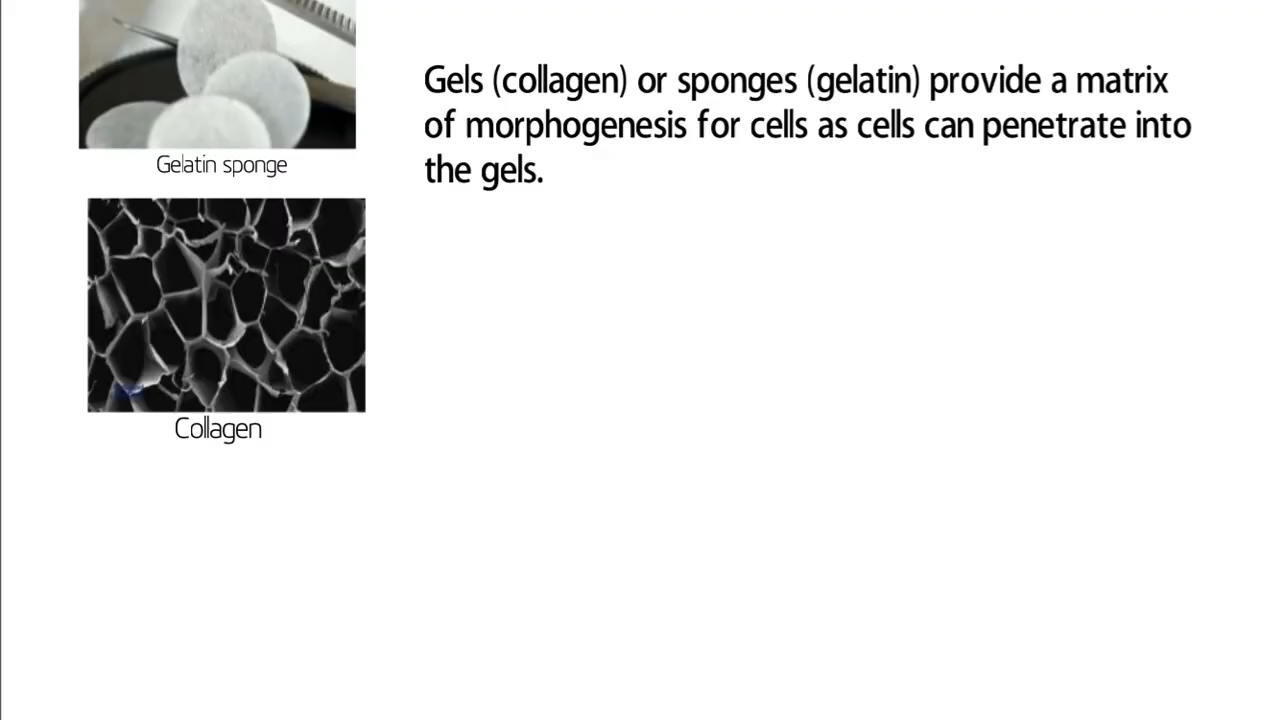 Gels (collagen) or sponges (gelatin) provide a matrix
of morphogenesis for cells as cells can penetrate into
the gels.
Gelatin sponge
Collagen